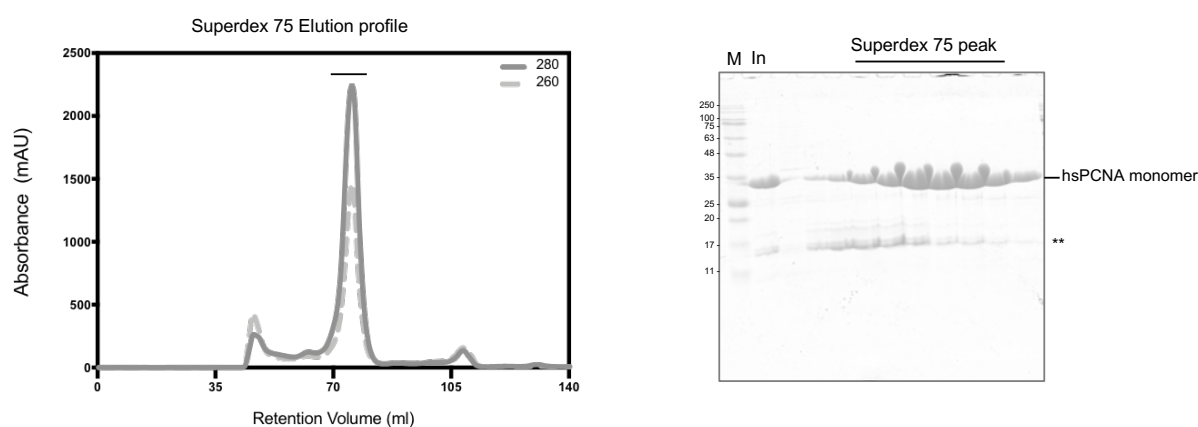 Superdex 75 Elution profile
2500
2000
1500
1000
500
0
Absorbance (mAU)
280
260
0 35 70 105 140
Retention Volume (ml)
Superdex 75 peak
M In
250
100
75
63
48
35
25
20
17
11
hsPCNA monomer
**